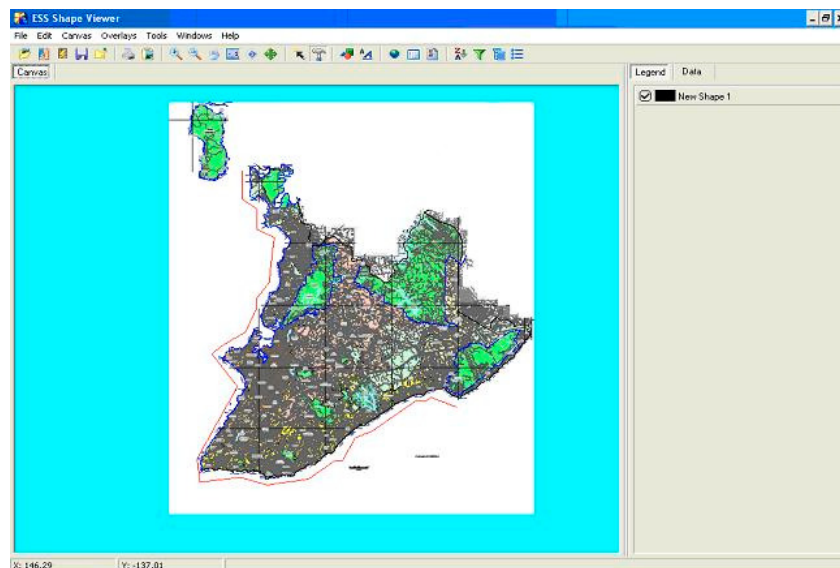 ESS Shape Viewer
File Edit Canvas Overlays Tools Windows Help
Canvas
Legend Data
New Shape 1
X: 146.29 Y: -137.01